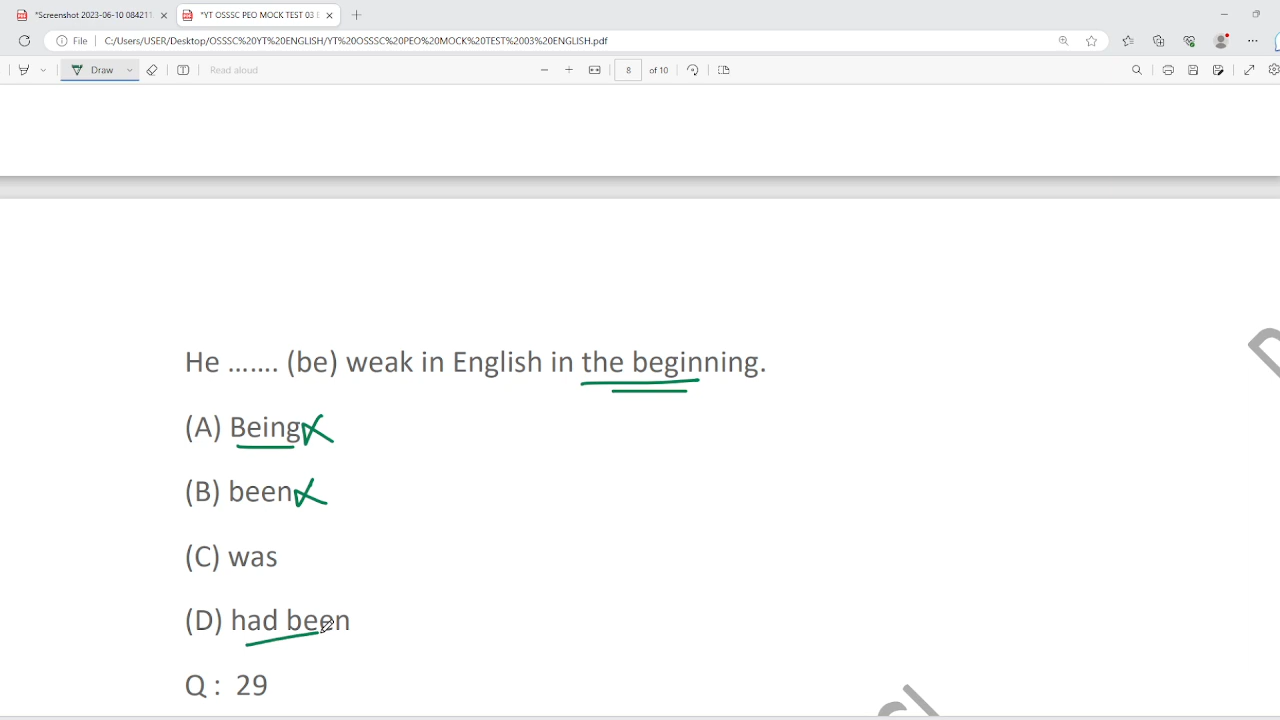 *Screenshot 2023-06-10 084211 *YT OSSSC PEO MOCK TEST 03
File C:/Users/USER/Desktop/OSSSC%20YT%20ENGLISH/YT%20OSSSC%20PEO%20MOCK%20TEST%2003%20ENGLISH.pdf
Draw Read aloud 8 of 10
He ....... (be) weak in English in the beginning.
(A) Being
(B) been
(C) was
(D) had been
Q : 29